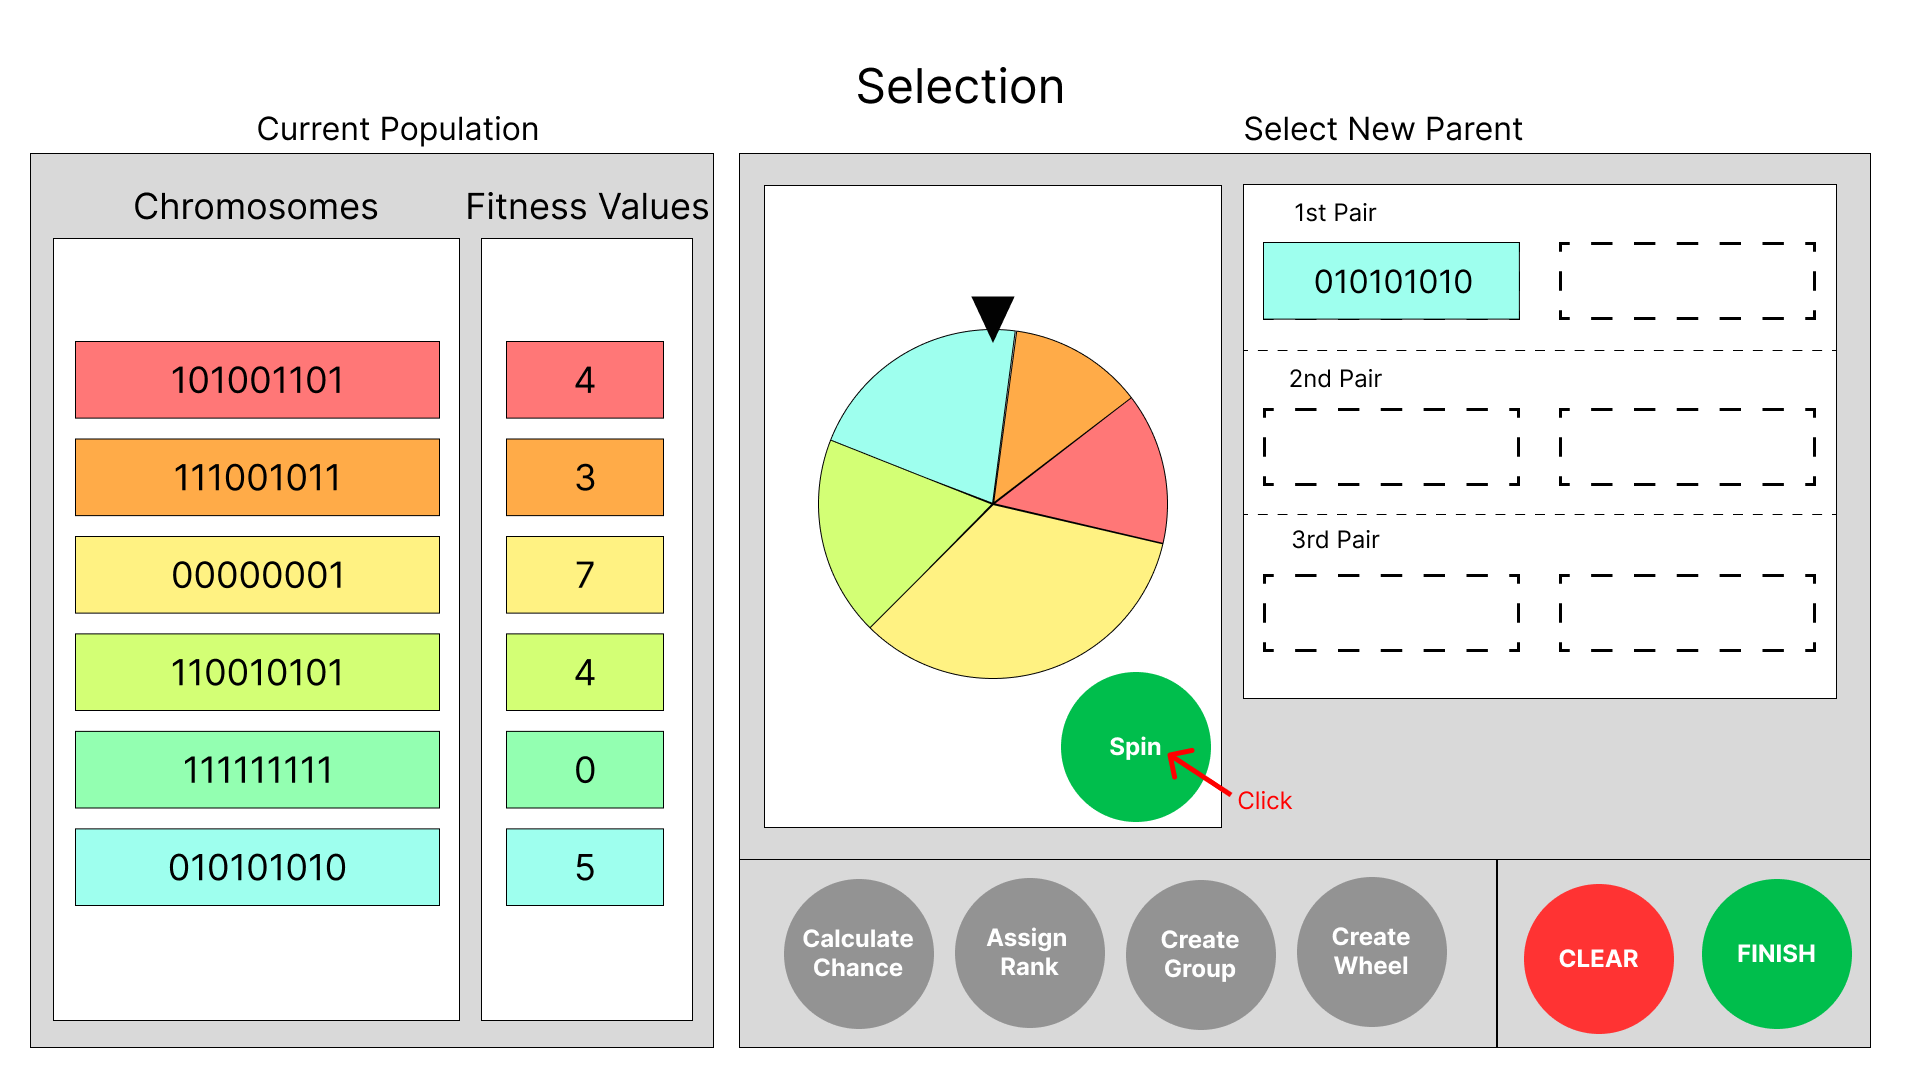 Selection
Current Population
Chromosomes
Fitness Values
101001101
4
111001011
3
00000001
7
110010101
4
111111111
0
010101010
5
Select New Parent
1st Pair
010101010
2nd Pair
3rd Pair
Spin
Click
Calculate
Chance
Assign
Rank
Create
Group
Create
Wheel
CLEAR
FINISH